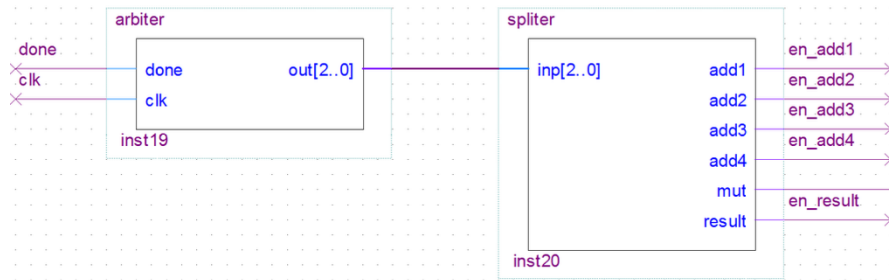 arbiter
done
clk
done
clk
out[2..0]
inst19
spliter
inp[2..0]
add1
add2
add3
add4
mut
result
en_add1
en_add2
en_add3
en_add4
en_result
inst20